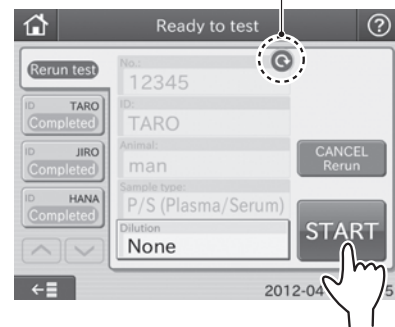 Ready to test
?
Rerun test
No.:
12345
ID:
TARO
Animal:
man
Sample type:
P/S (Plasma/Serum)
Dilution
None
ID TARO
Completed
ID JIRO
Completed
ID HANA
Completed
CANCEL
Rerun
START
2012-04
5